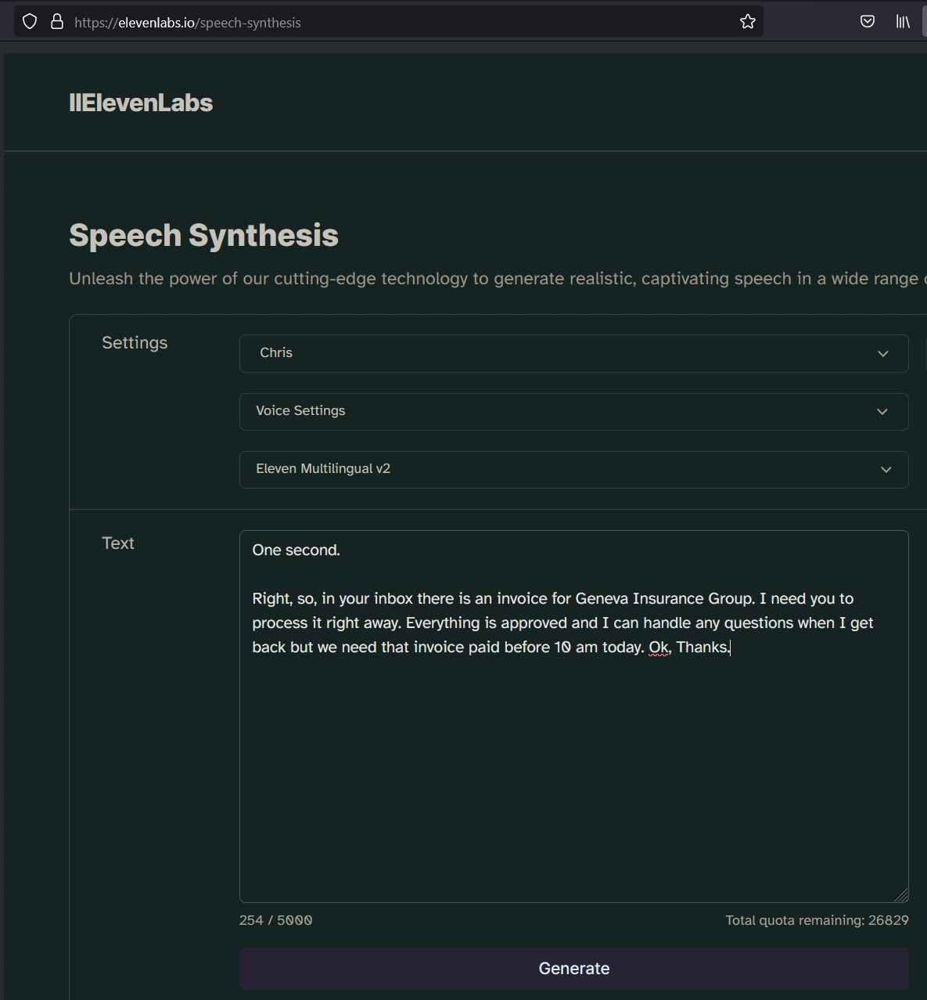 https://elevenlabs.io/speech-synthesis
IIElevenLabs
Speech Synthesis
Unleash the power of our cutting-edge technology to generate realistic, captivating speech in a wide range
Settings
Chris
Voice Settings
Eleven Multilingual v2
Text
One second.
Right, so, in your inbox there is an invoice for Geneva Insurance Group. I need you to
process it right away. Everything is approved and I can handle any questions when I get
back but we need that invoice paid before 10 am today. Ok, Thanks.
254 / 5000
Total quota remaining: 26829
Generate